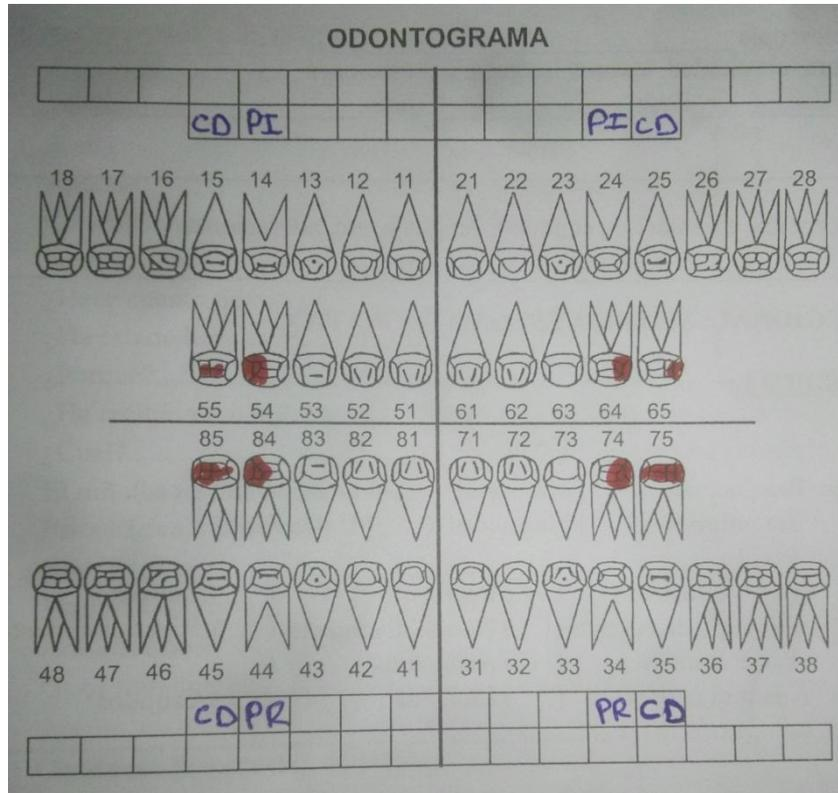 ODONTOGRAMA
CD PI PI CD
18 17 16 15 14 13 12 11 21 22 23 24 25 26 27 28
55 54 53 52 51 61 62 63 64 65
85 84 83 82 81 71 72 73 74 75
48 47 46 45 44 43 42 41 31 32 33 34 35 36 37 38
CD PR PR CD